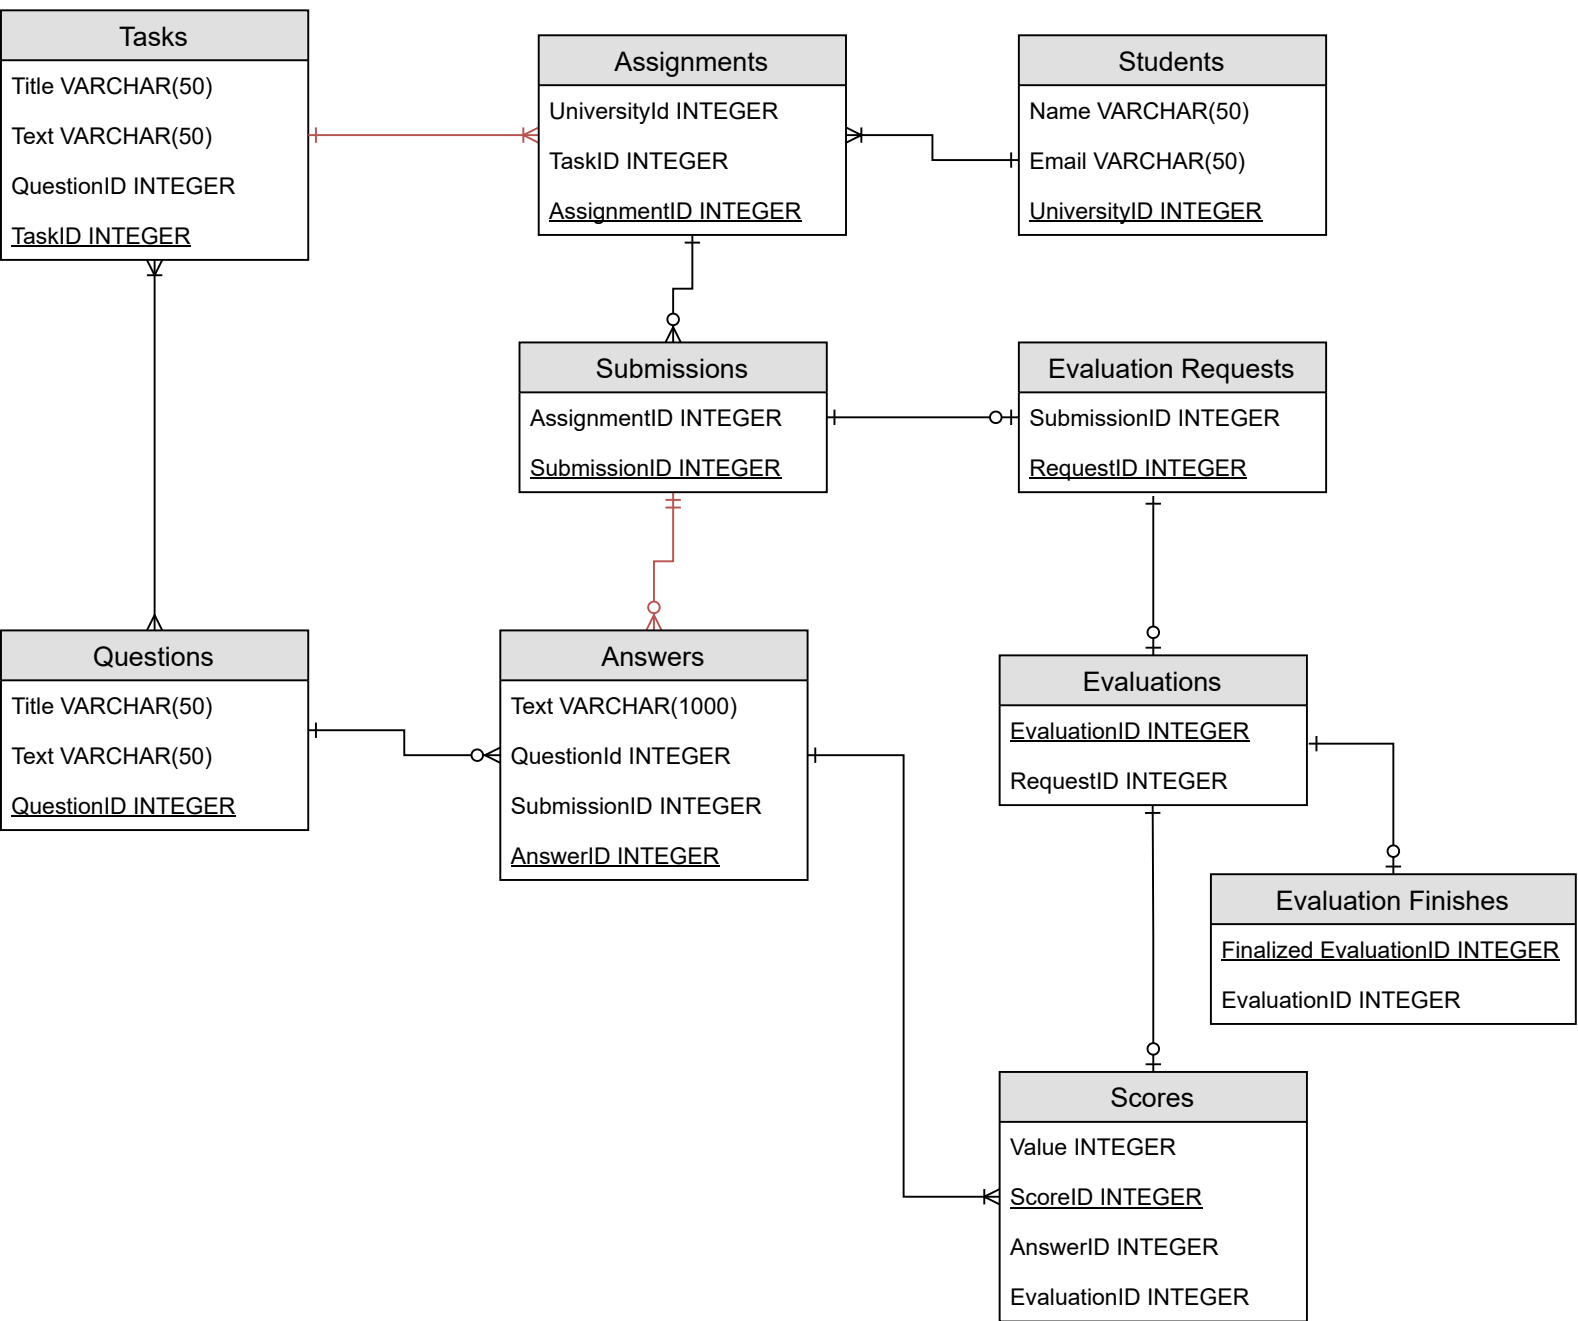 Tasks
Title VARCHAR(50)
Text VARCHAR(50)
QuestionID INTEGER
TaskID INTEGER
Assignments
UniversityId INTEGER
TaskID INTEGER
AssignmentID INTEGER
Students
Name VARCHAR(50)
Email VARCHAR(50)
UniversityID INTEGER
Submissions
AssignmentID INTEGER
SubmissionID INTEGER
Evaluation Requests
SubmissionID INTEGER
RequestID INTEGER
Questions
Title VARCHAR(50)
Text VARCHAR(50)
QuestionID INTEGER
Answers
Text VARCHAR(1000)
QuestionId INTEGER
SubmissionID INTEGER
AnswerID INTEGER
Evaluations
EvaluationID INTEGER
RequestID INTEGER
Evaluation Finishes
Finalized EvaluationID INTEGER
EvaluationID INTEGER
Scores
Value INTEGER
ScoreID INTEGER
AnswerID INTEGER
EvaluationID INTEGER